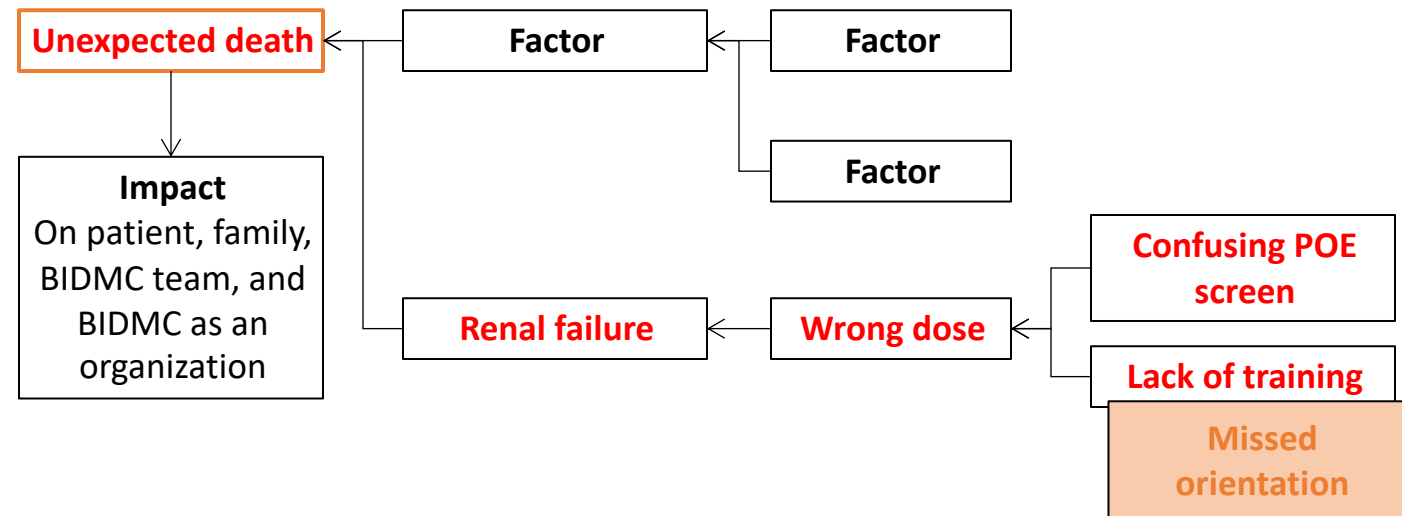 Unexpected death
Factor
Factor
Factor
Impact
On patient, family,
BIDMC team, and
BIDMC as an
organization
Renal failure
Wrong dose
Confusing POE
screen
Lack of training
Missed
orientation